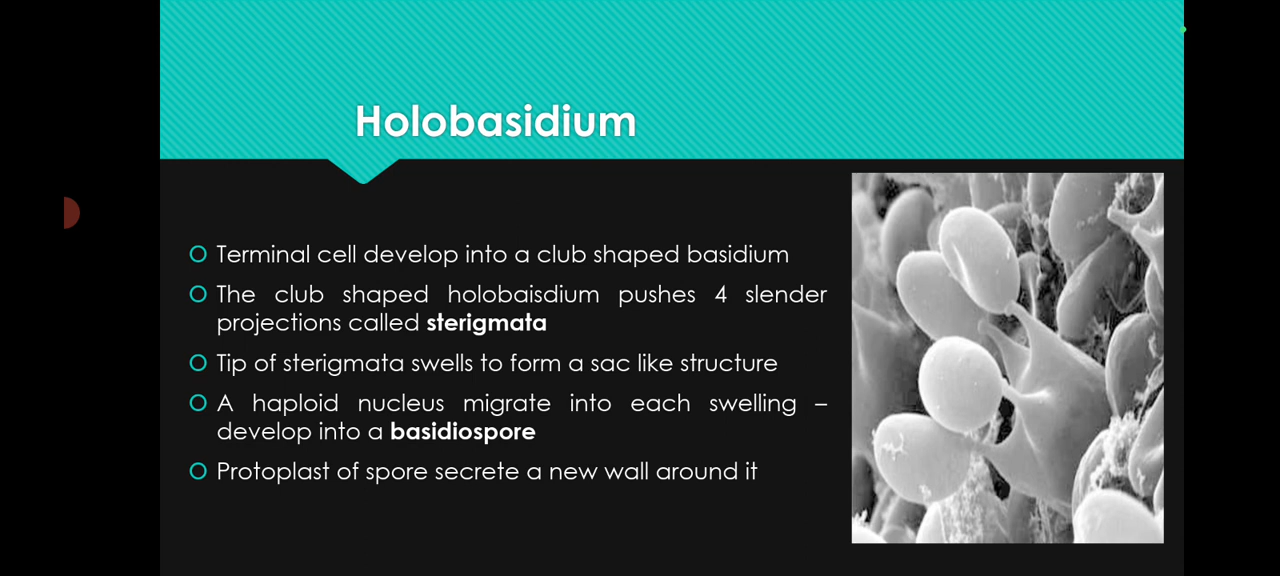 Holobasidium
Terminal cell develop into a club shaped basidium
The club shaped holobaisdium pushes 4 slender
projections called sterigmata
Tip of sterigmata swells to form a sac like structure
A haploid nucleus migrate into each swelling –
develop into a basidiospore
Protoplast of spore secrete a new wall around it